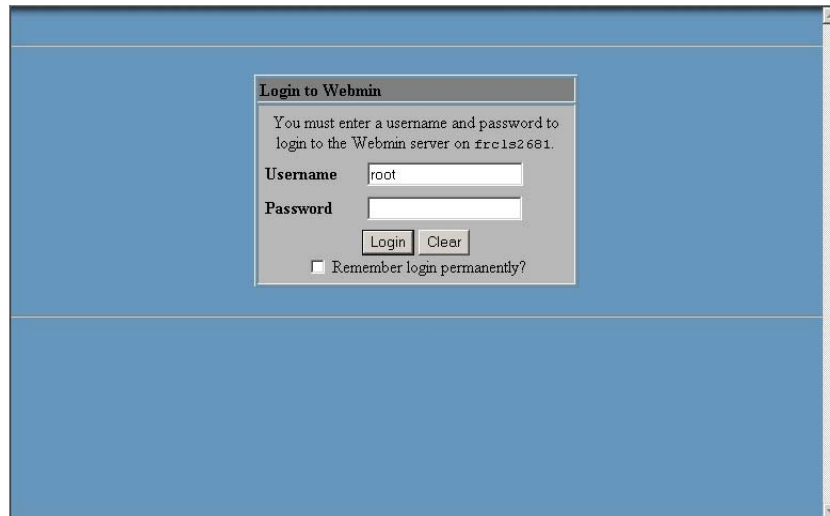 Login to Webmin
You must enter a username and password to
login to the Webmin server on frcls2681.
Username root
Password
Login Clear
Remember login permanently?